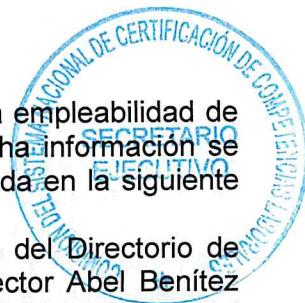 COMISIÓN DEL SISTEMA NACIONAL DE CERTIFICACIÓN DE COMPETENCIAS LABORALES
SECRETARIO
EJECUTIVO
a empleabilidad de
ha información se
da en la siguiente
del Directorio de
ector Abel Benítez